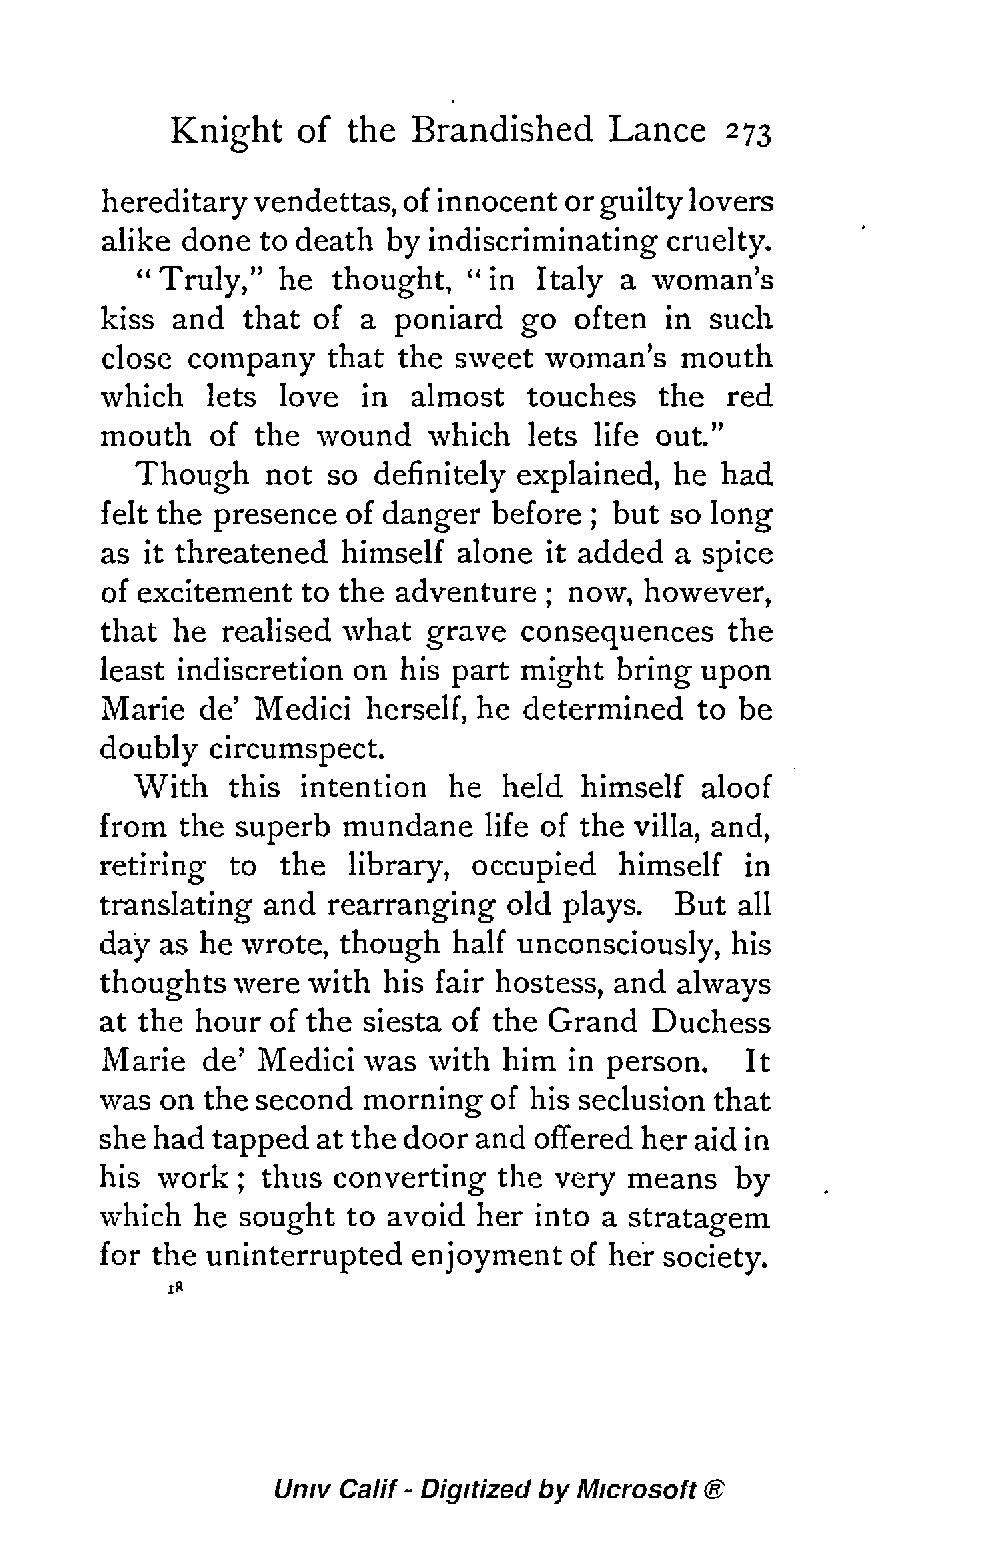 Knight of the Brandished Lance 273
hereditary vendettas, of innocent or guilty lovers
alike done to death by indiscriminating cruelty.
“ Truly,” he thought, “ in Italy a woman’s
kiss and that of a poniard go often in such
close company that the sweet woman’s mouth
which lets love in almost touches the red
mouth of the wound which lets life out.”
Though not so definitely explained, he had
felt the presence of danger before ; but so long
as it threatened himself alone it added a spice
of excitement to the adventure ; now, however,
that he realised what grave consequences the
least indiscretion on his part might bring upon
Marie de’ Medici herself, he determined to be
doubly circumspect.
With this intention he held himself aloof
from the superb mundane life of the villa, and,
retiring to the library, occupied himself in
translating and rearranging old plays. But all
day as he wrote, though half unconsciously, his
thoughts were with his fair hostess, and always
at the hour of the siesta of the Grand Duchess
Marie de’ Medici was with him in person. It
was on the second morning of his seclusion that
she had tapped at the door and offered her aid in
his work ; thus converting the very means by
which he sought to avoid her into a stratagem
for the uninterrupted enjoyment of her society.
18
Univ Calif - Digitized by Microsoft ®